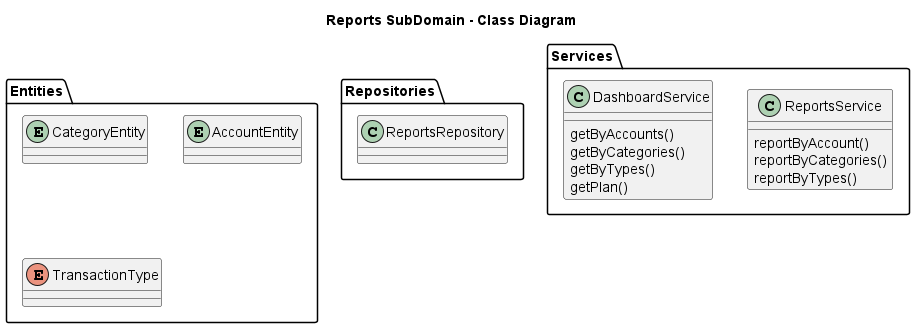 Reports SubDomain - Class Diagram
Entities
E CategoryEntity
E AccountEntity
E TransactionType
Repositories
C ReportsRepository
Services
C DashboardService
getByAccounts()
getByCategories()
getByTypes()
getPlan()
C ReportsService
reportByAccount()
reportByCategories()
reportByTypes()